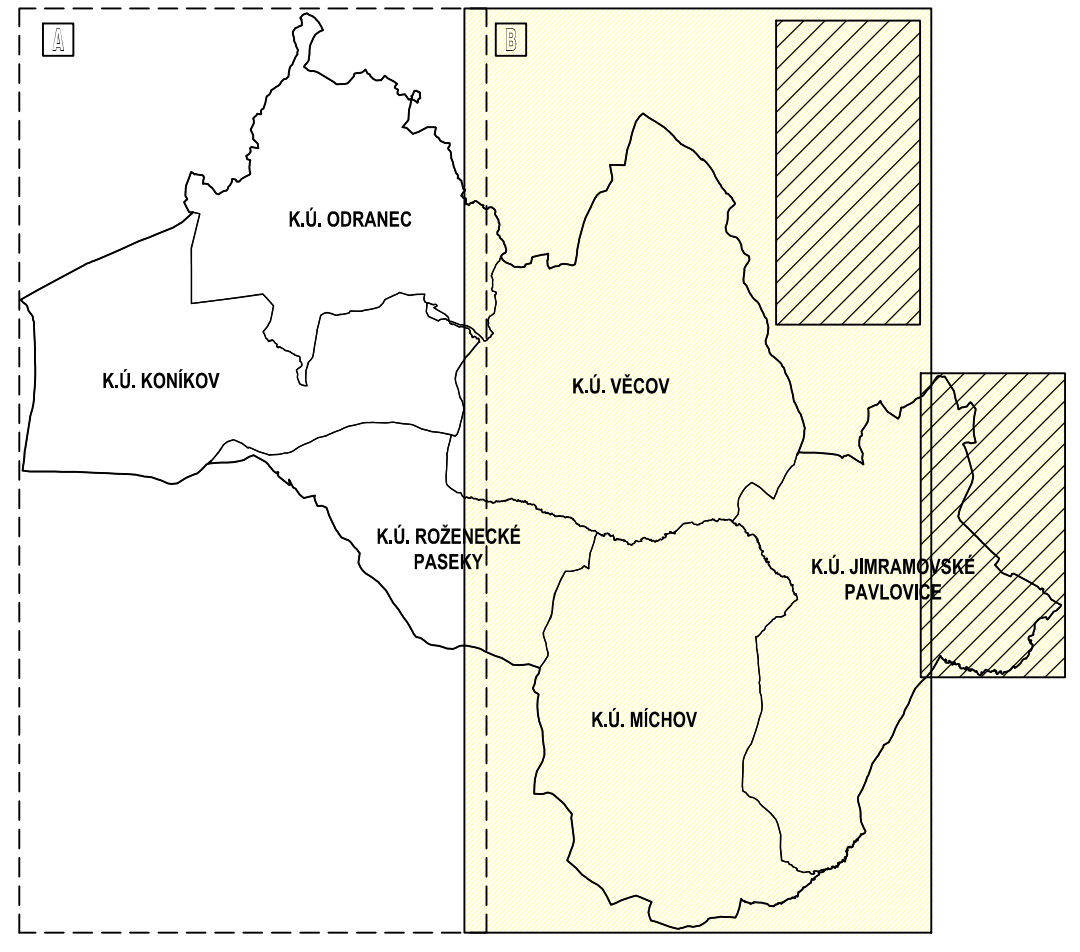 A
B
K.Ú. ODRANEC
K.Ú. KONÍKOV
K.Ú. VĚCOV
K.Ú. ROŽENECKÉ
PASEKY
K.Ú. JIMRAMOVSKÉ
PAVLOVICE
K.Ú. MÍCHOV